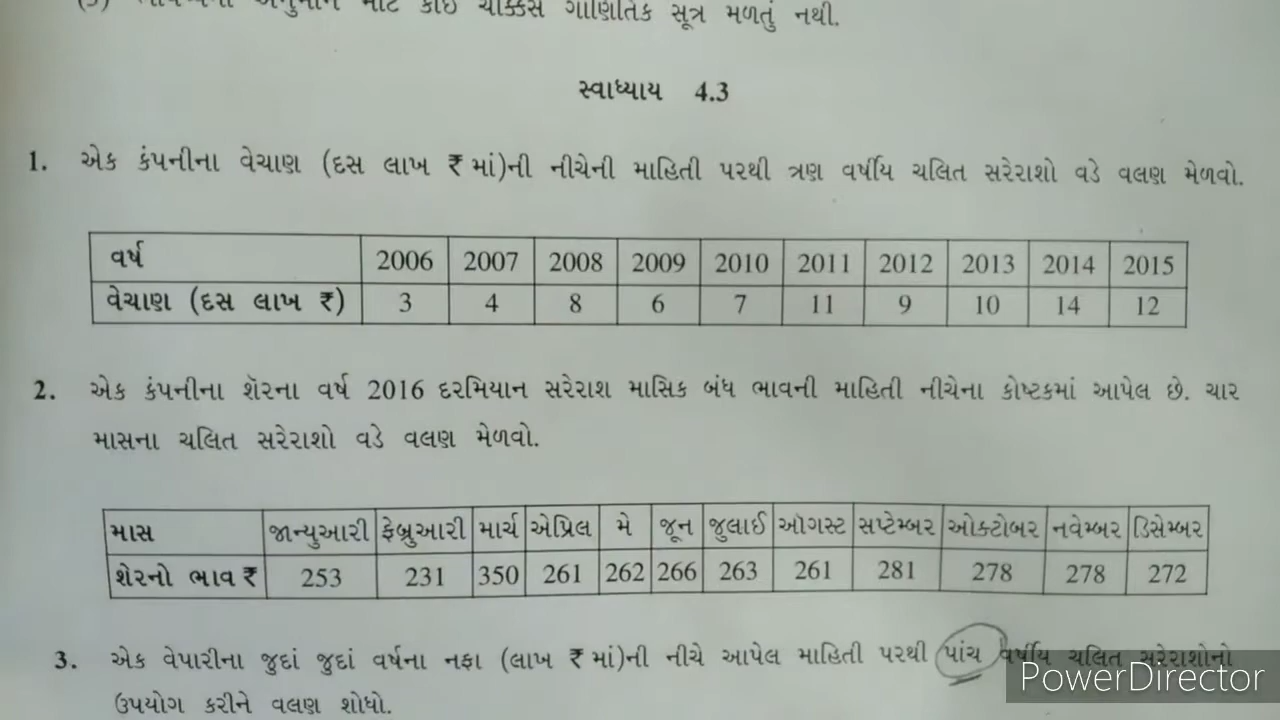 માટે કોઈ ચોક્કસ ગાણિતિક સૂત્ર મળતું નથી.
સ્વાધ્યાય 4.3
1. એક કંપનીના વેચાણ (દસ લાખ ₹ માં)ની નીચેની માહિતી પરથી ત્રણ વર્ષીય ચલિત સરેરાશો વડે વલણ મેળવો.
વર્ષ 2006 2007 2008 2009 2010 2011 2012 2013 2014 2015
વેચાણ (દસ લાખ ₹) 3 4 8 6 7 11 9 10 14 12
2. એક કંપનીના શૅરના વર્ષ 2016 દરમિયાન સરેરાશ માસિક બંધ ભાવની માહિતી નીચેના કોષ્ટકમાં આપેલ છે. ચાર
માસના ચલિત સરેરાશો વડે વલણ મેળવો.
માસ જાન્યુઆરી ફેબ્રુઆરી માર્ચ એપ્રિલ મે જૂન જુલાઈ ઑગસ્ટ સપ્ટેમ્બર ઓક્ટોબર નવેમ્બર ડિસેમ્બર
શેરનો ભાવ ₹ 253 231 350 261 262 266 263 261 281 278 278 272
3. એક વેપારીના જુદાં જુદાં વર્ષના નફા (લાખ ₹ માં)ની નીચે આપેલ માહિતી પરથી પાંચ વર્ષીય ચલિત સરેરાશોનો
ઉપયોગ કરીને વલણ શોધો.
PowerDirector